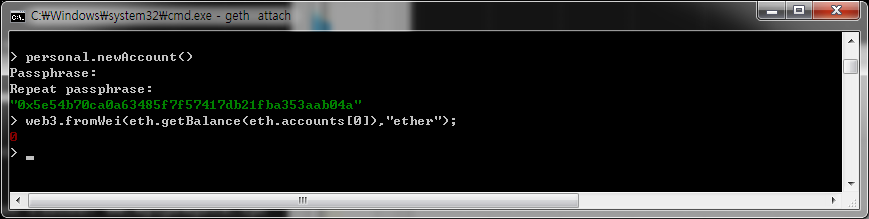 C:₩Windows₩system32₩cmd.exe - geth attach
> personal.newAccount()
Passphrase:
Repeat passphrase:
"0x5e54b70ca0a63485f7f57417db21fba353aab04a"
> web3.fromWei(eth.getBalance(eth.accounts[0]),"ether");
0
>